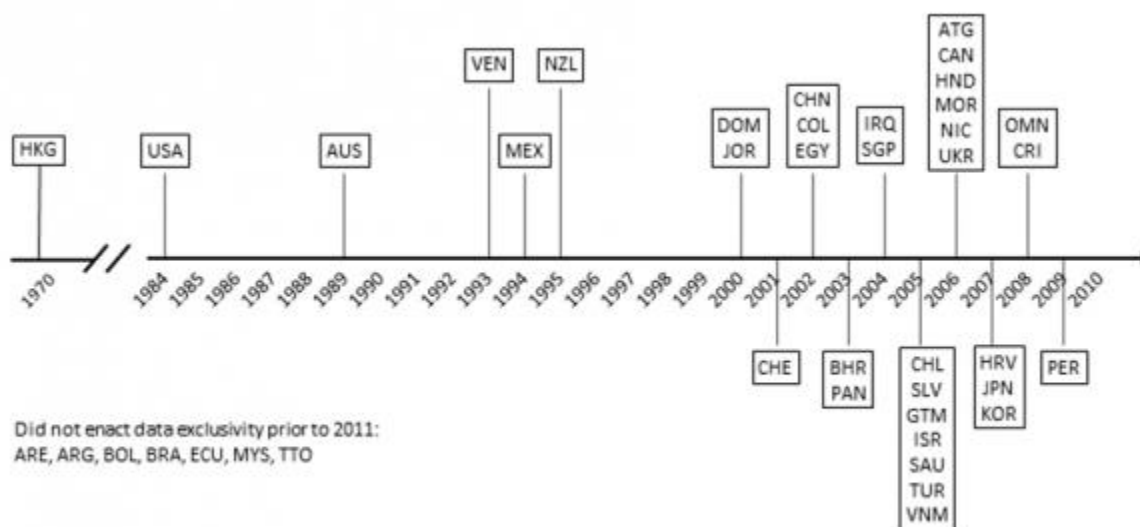 ATG
CAN
HND
MOR
NIC
UKR
VEN
NZL
CHN
COL
EGY
DOM
JOR
IRQ
SGP
OMN
CRI
HKG
USA
AUS
MEX
1970
1984
1985
1986
1987
1988
1989
1990
1991
1992
1993
1994
1995
1996
1997
1998
1999
2000
2001
2002
2003
2004
2005
2006
2007
2008
2009
2010
CHE
BHR
PAN
CHL
SLV
GTM
ISR
SAU
TUR
VNM
HRV
JPN
KOR
PER
Did not enact data exclusivity prior to 2011:
ARE, ARG, BOL, BRA, ECU, MYS, TTO